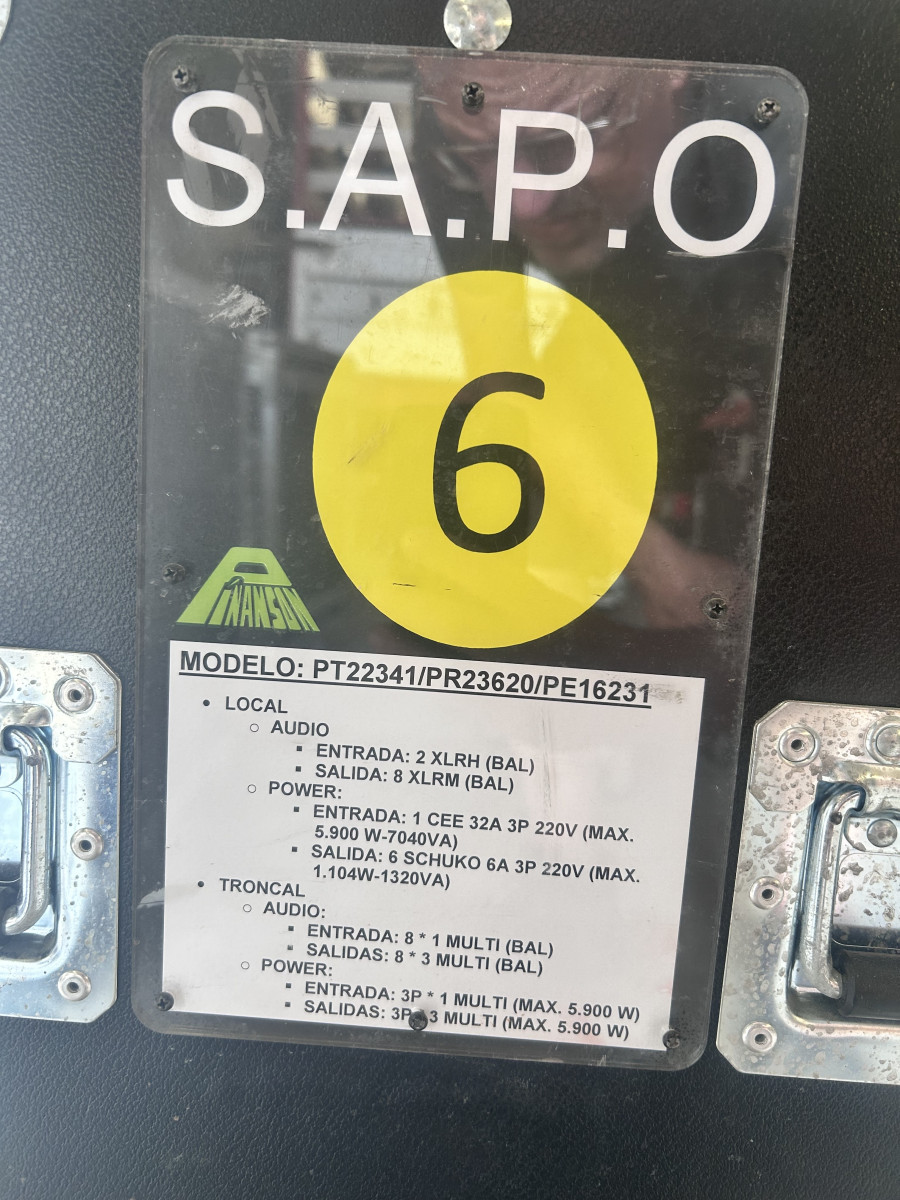 S.A.P.O
6
PINANSON
MODELO: PT22341/PR23620/PE16231
• LOCAL
○ AUDIO
▪ ENTRADA: 2 XLRH (BAL)
▪ SALIDA: 8 XLRM (BAL)
○ POWER:
▪ ENTRADA: 1 CEE 32A 3P 220V (MAX.
5.900 W-7040VA)
▪ SALIDA: 6 SCHUKO 6A 3P 220V (MAX.
1.104W-1320VA)
• TRONCAL
○ AUDIO:
▪ ENTRADA: 8 * 1 MULTI (BAL)
▪ SALIDAS: 8 * 3 MULTI (BAL)
○ POWER:
▪ ENTRADA: 3P * 1 MULTI (MAX. 5.900 W)
▪ SALIDAS: 3P * 3 MULTI (MAX. 5.900 W)